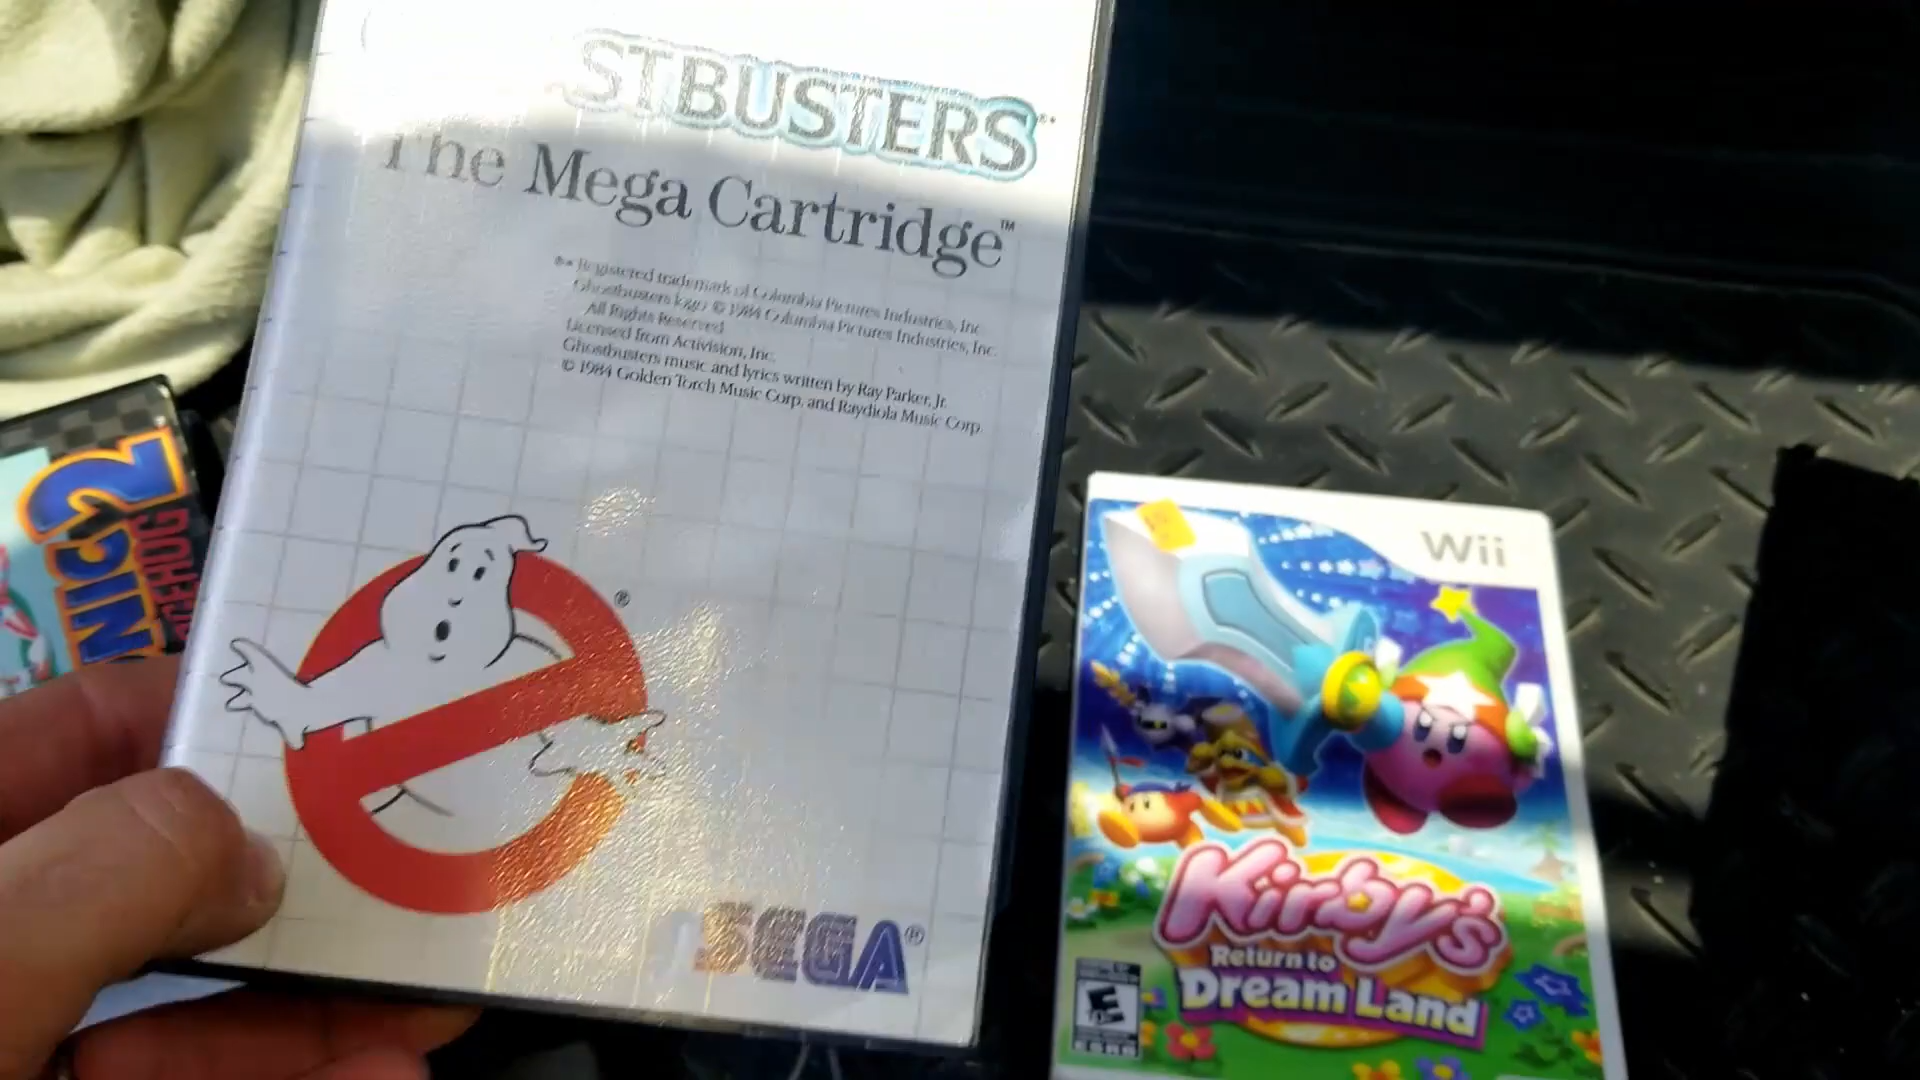 STBUSTERS
The Mega Cartridge™
®* Registered trademark of Columbia Pictures Industries, Inc.
Ghostbusters logo © 1984 Columbia Pictures Industries, Inc.
All Rights Reserved
Licensed from Activision, Inc.
Ghostbusters music and lyrics written by Ray Parker, Jr.
© 1984 Golden Torch Music Corp. and Raydiola Music Corp.
®
SEGA®
NIC 2
Wii
Kirby's
Return to
Dream Land
E
ESRB